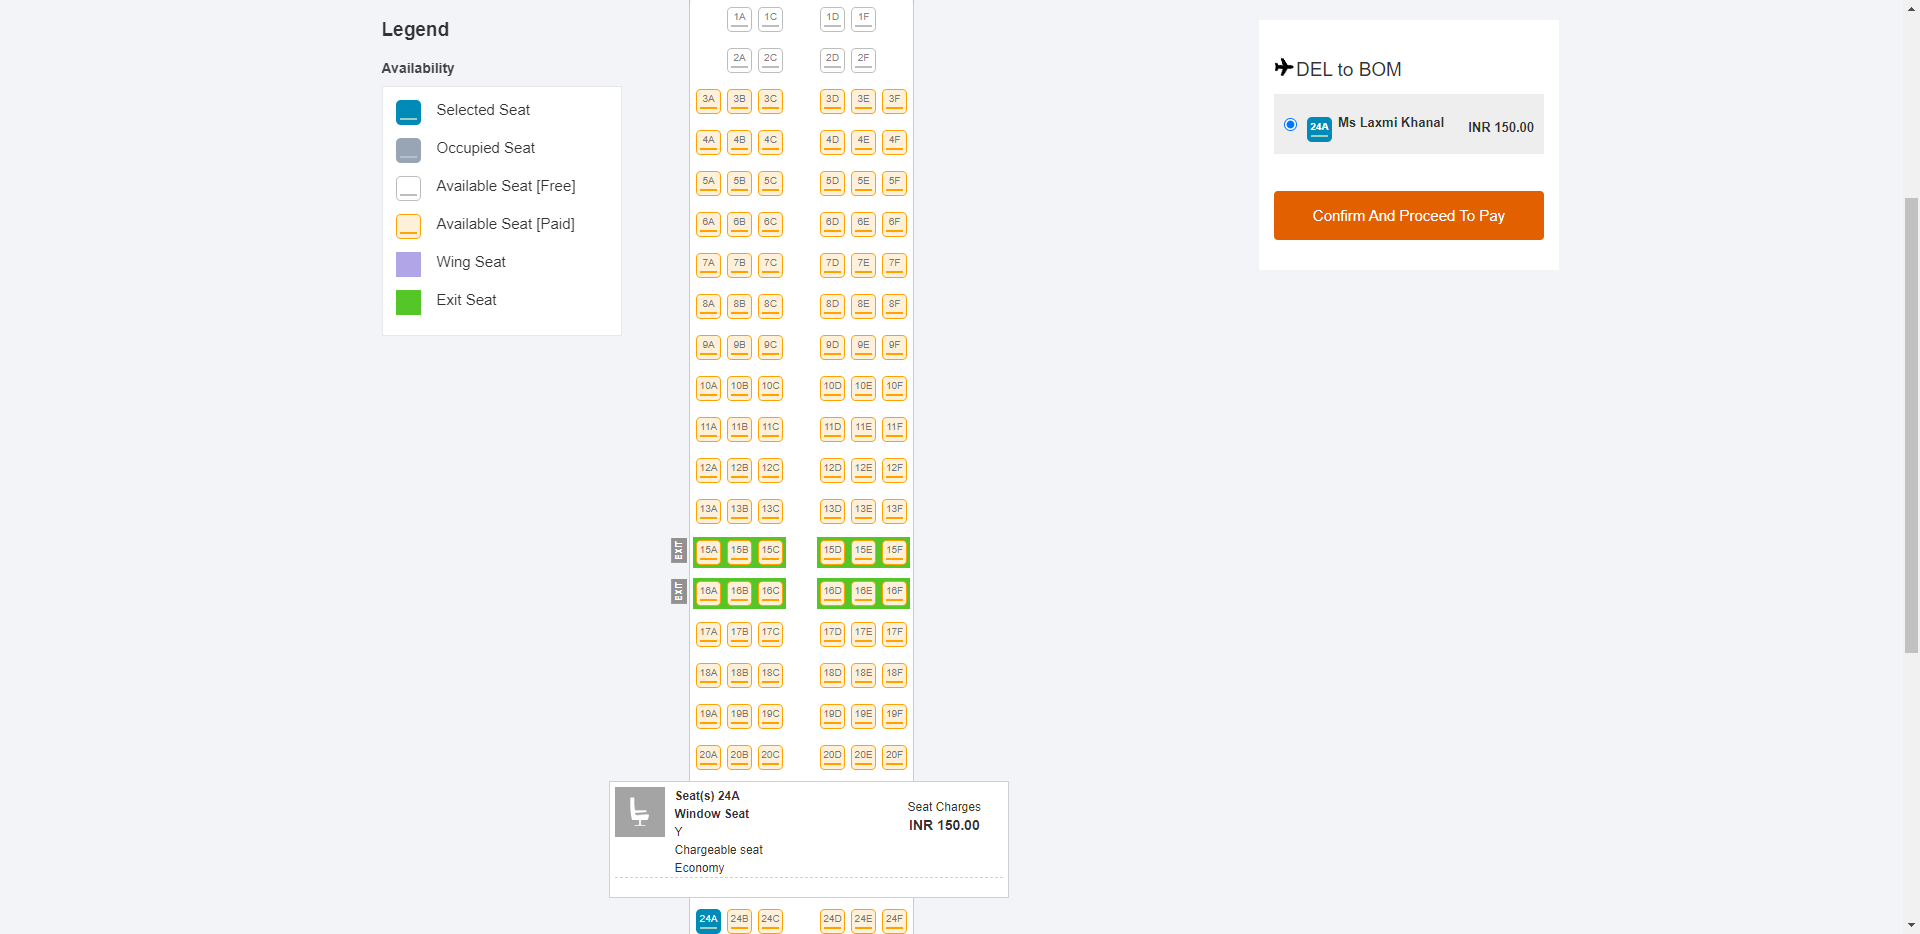 Legend
Availability
Selected Seat
Occupied Seat
Available Seat [Free]
Available Seat [Paid]
Wing Seat
Exit Seat
1A 1C 1D 1F
2A 2C 2D 2F
3A 3B 3C 3D 3E 3F
4A 4B 4C 4D 4E 4F
5A 5B 5C 5D 5E 5F
6A 6B 6C 6D 6E 6F
7A 7B 7C 7D 7E 7F
8A 8B 8C 8D 8E 8F
9A 9B 9C 9D 9E 9F
10A 10B 10C 10D 10E 10F
11A 11B 11C 11D 11E 11F
12A 12B 12C 12D 12E 12F
13A 13B 13C 13D 13E 13F
EXIT 15A 15B 15C 15D 15E 15F
EXIT 16A 16B 16C 16D 16E 16F
17A 17B 17C 17D 17E 17F
18A 18B 18C 18D 18E 18F
19A 19B 19C 19D 19E 19F
20A 20B 20C 20D 20E 20F
Seat(s) 24A
Window Seat
Y
Chargeable seat
Economy
Seat Charges
INR 150.00
24A 24B 24C 24D 24E 24F
DEL to BOM
24A Ms Laxmi Khanal INR 150.00
Confirm And Proceed To Pay